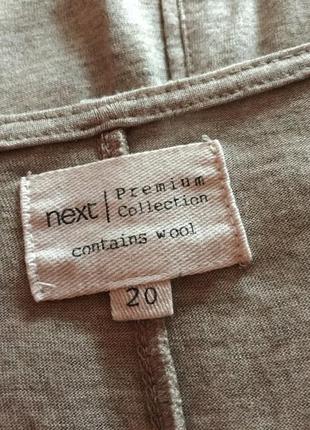 next | Premium
Collection
contains wool
20